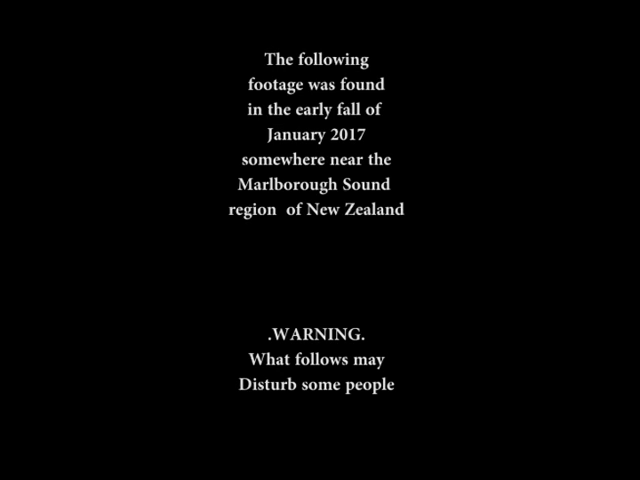 The following
footage was found
in the early fall of
January 2017
somewhere near the
Marlborough Sound
region  of New Zealand
.WARNING.
What follows may
Disturb some people